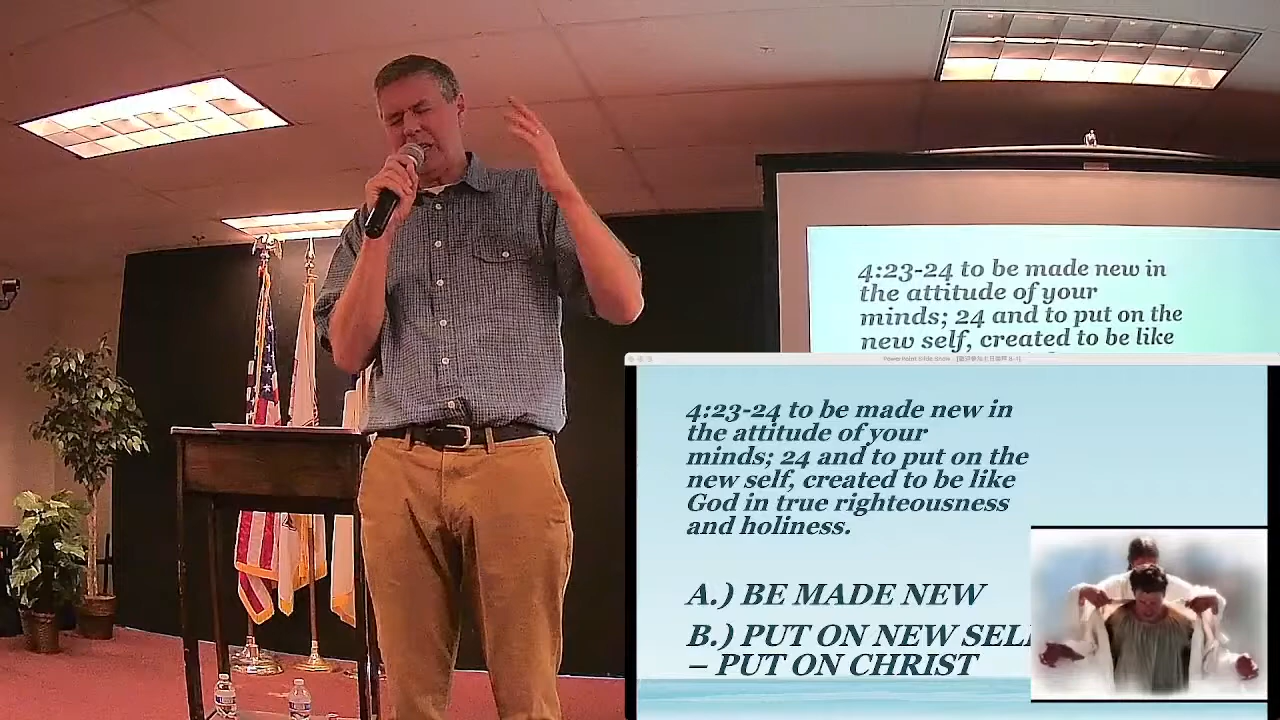 4:23-24 to be made new in
the attitude of your
minds; 24 and to put on the
new self, created to be like
4:23-24 to be made new in
the attitude of your
minds; 24 and to put on the
new self, created to be like
God in true righteousness
and holiness.
A.) BE MADE NEW
B.) PUT ON NEW
– PUT ON CHRIST